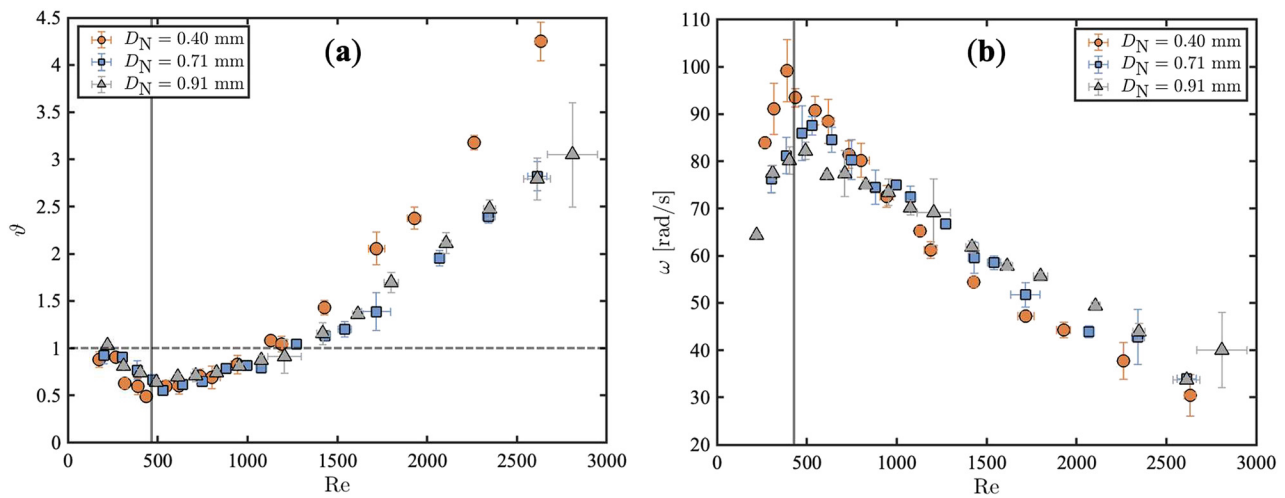 (a)
D_N = 0.40 mm
D_N = 0.71 mm
D_N = 0.91 mm
4.5
4
3.5
3
2.5
2
1.5
1
0.5
0
ϑ
0 500 1000 1500 2000 2500 3000
Re
(b)
D_N = 0.40 mm
D_N = 0.71 mm
D_N = 0.91 mm
110
100
90
80
70
60
50
40
30
20
ω [rad/s]
0 500 1000 1500 2000 2500 3000
Re